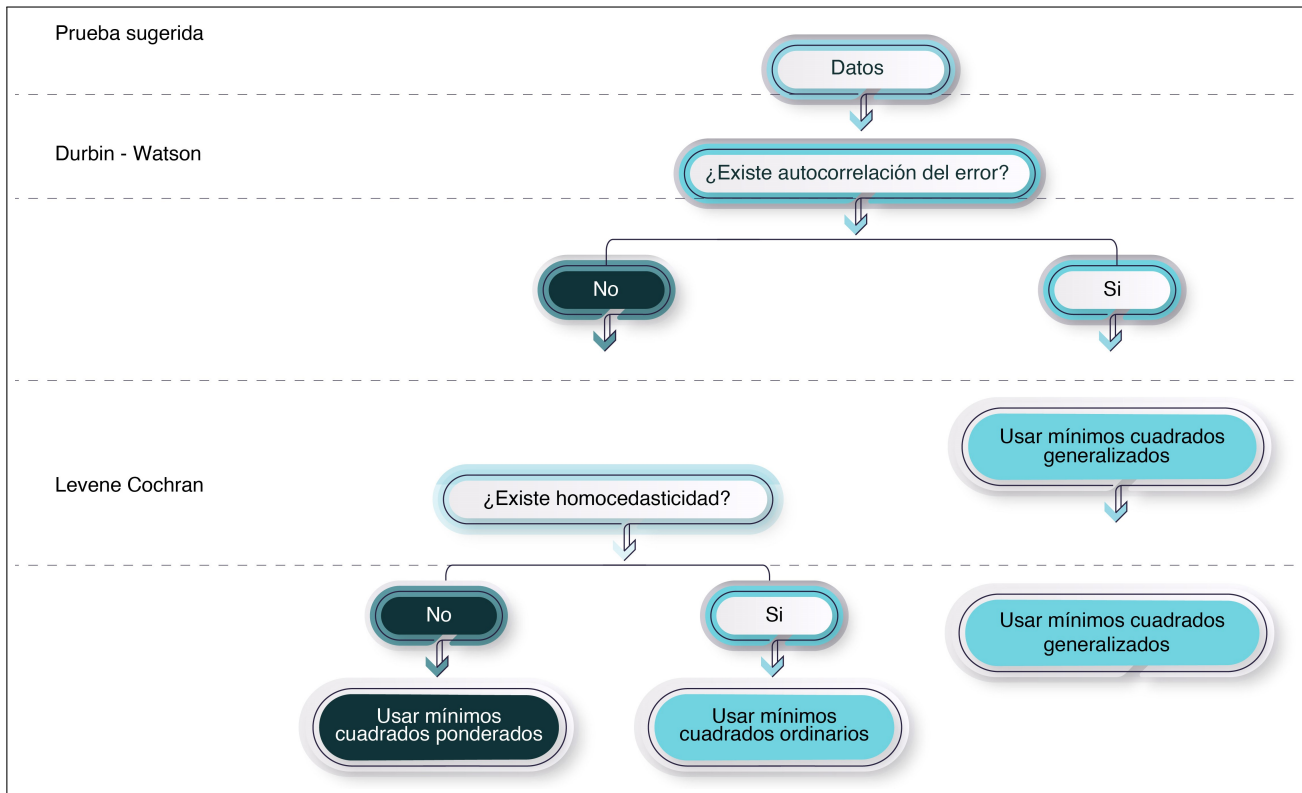 Prueba sugerida
Datos
Durbin - Watson
¿Existe autocorrelación del error?
No
Si
Usar mínimos cuadrados
generalizados
Levene Cochran
¿Existe homocedasticidad?
No
Si
Usar mínimos cuadrados
generalizados
Usar mínimos
cuadrados ponderados
Usar mínimos
cuadrados ordinarios